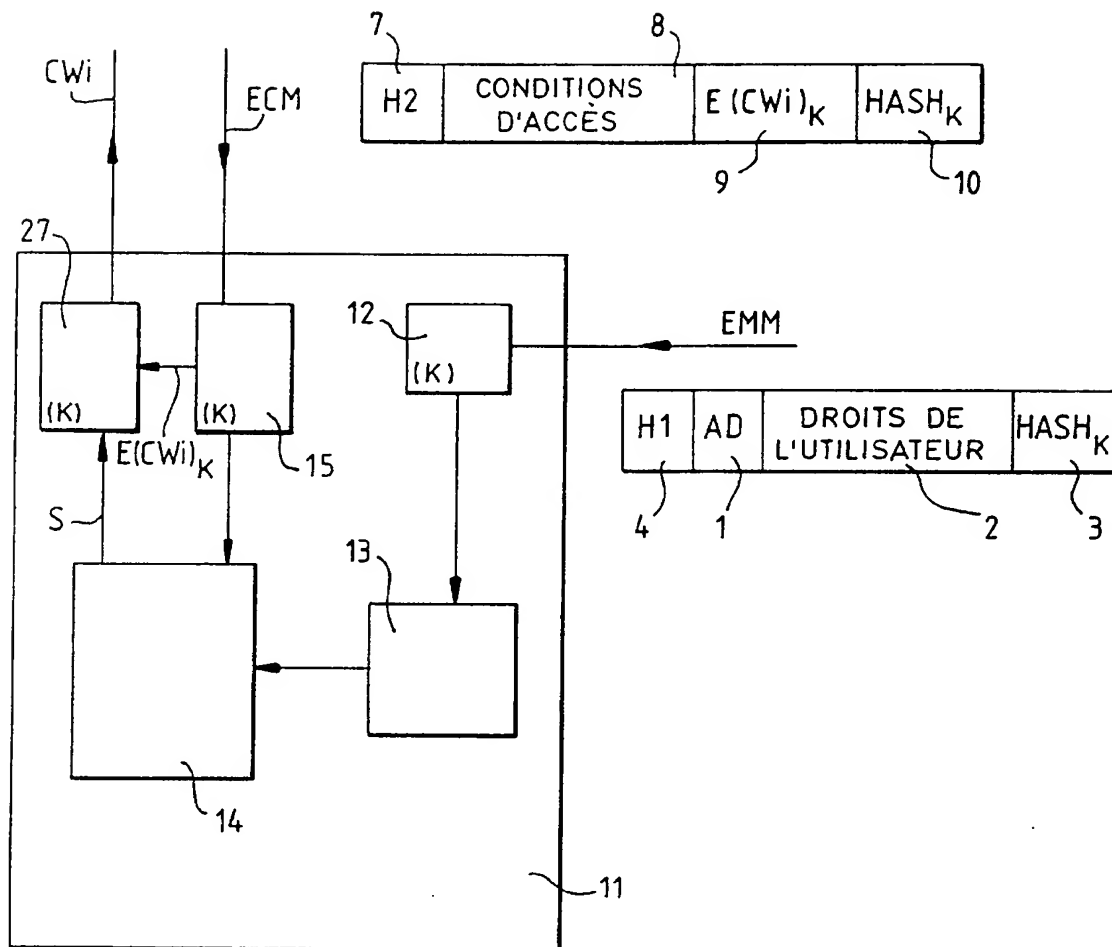 7
8
CWi
ECM
H2
CONDITIONS D'ACCÈS
E(CWi)K
HASHK
9
10
27
12
EMM
(K)
(K)
(K)
E(CWi)K
15
H1
AD
DROITS DE L'UTILISATEUR
HASHK
4
1
2
3
S
13
14
11